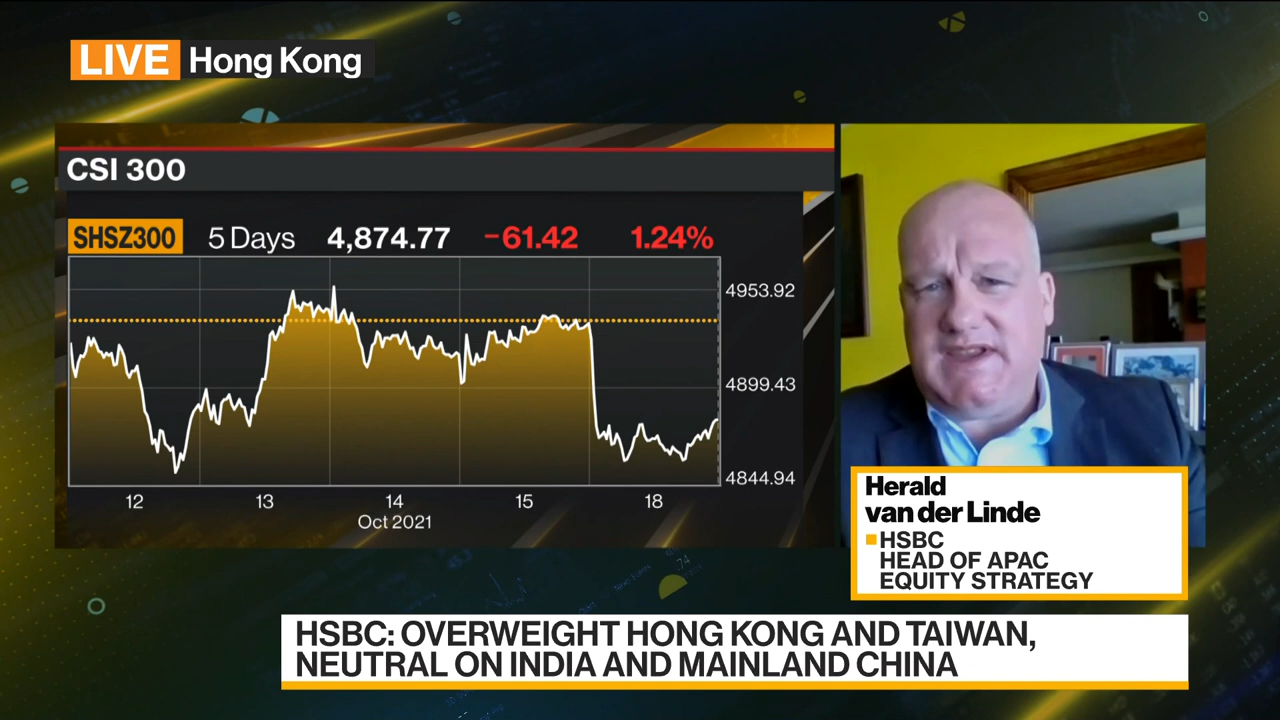 LIVE Hong Kong
CSI 300
SHSZ300 5 Days 4,874.77 -61.42 1.24%
4953.92
4899.43
4844.94
12 13 14 15 18
Oct 2021
Herald
van der Linde
HSBC
HEAD OF APAC
EQUITY STRATEGY
HSBC: OVERWEIGHT HONG KONG AND TAIWAN,
NEUTRAL ON INDIA AND MAINLAND CHINA